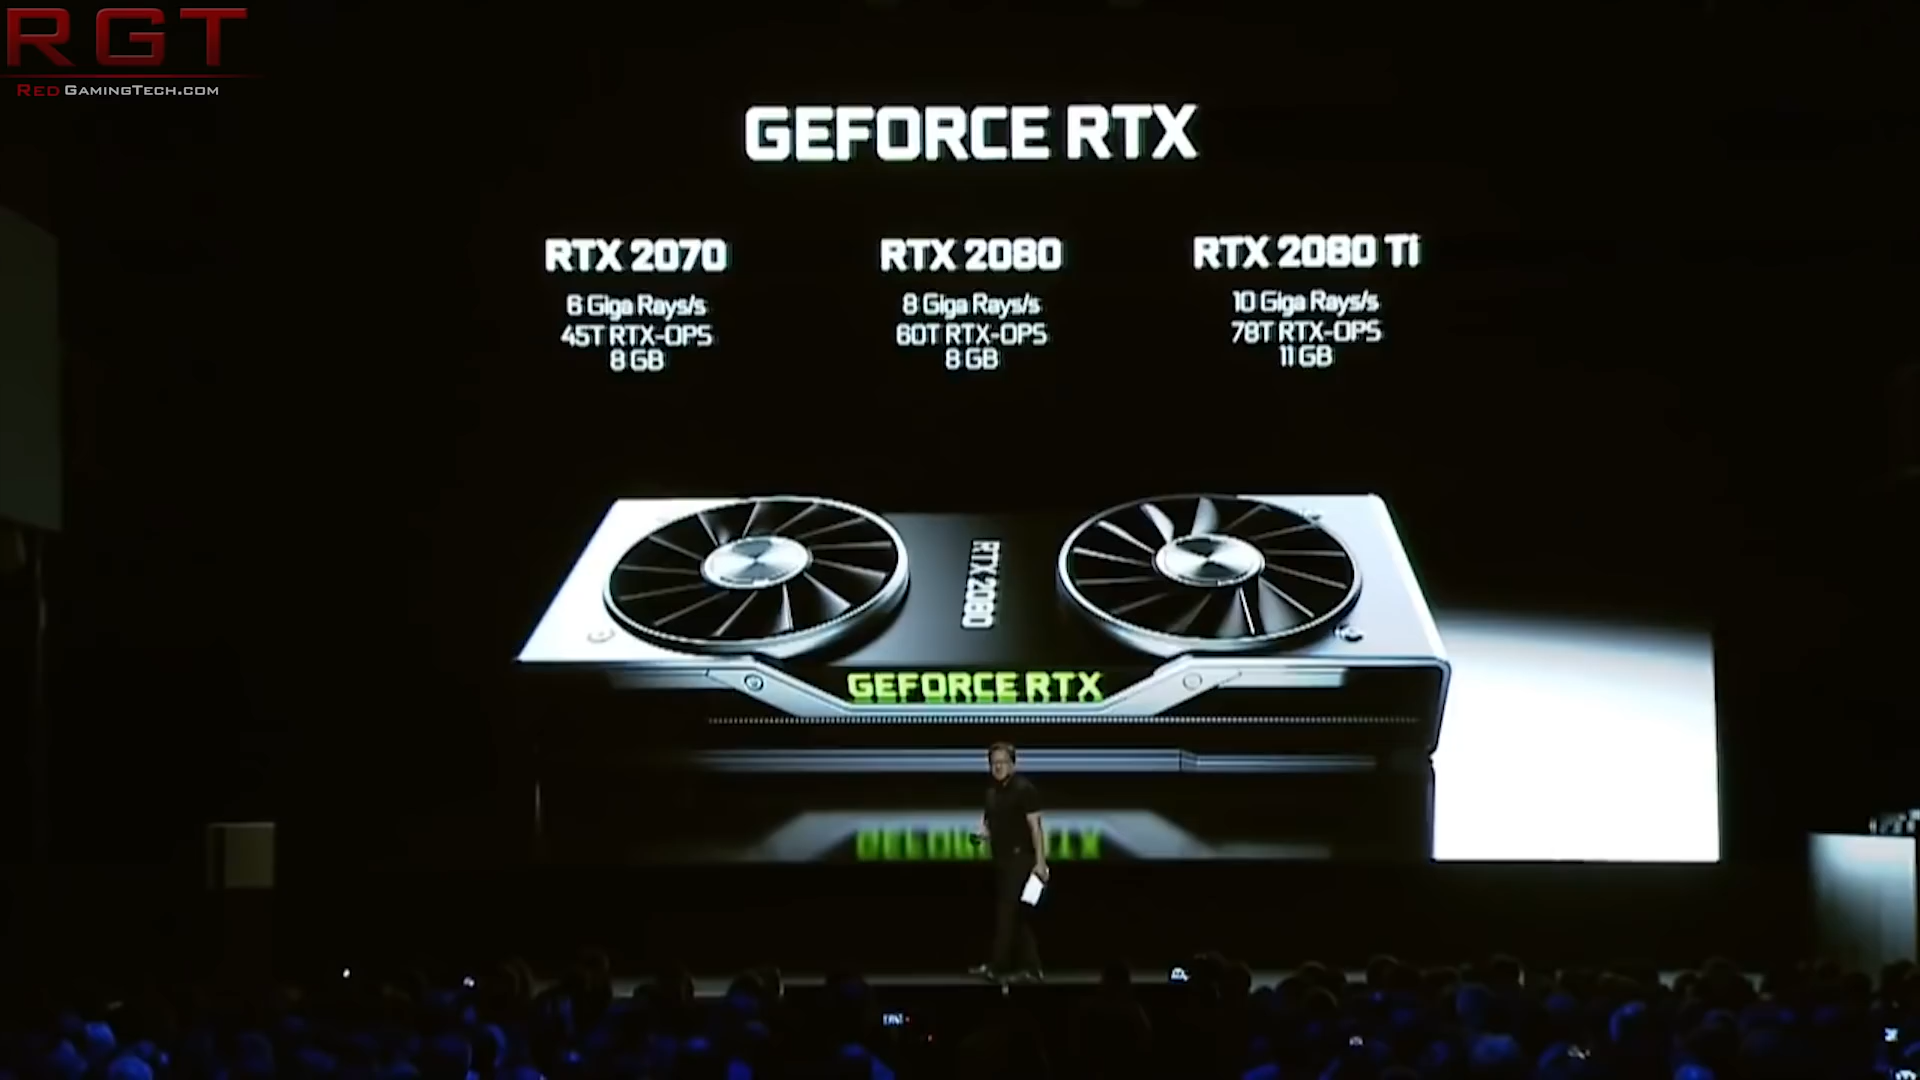 RGT
REDGAMINGTECH.COM
GEFORCE RTX
RTX 2070
6 Giga Rays/s
45T RTX-OPS
8 GB
RTX 2080
8 Giga Rays/s
60T RTX-OPS
8 GB
RTX 2080 Ti
10 Giga Rays/s
78T RTX-OPS
11 GB
RTX 2080
GEFORCE RTX